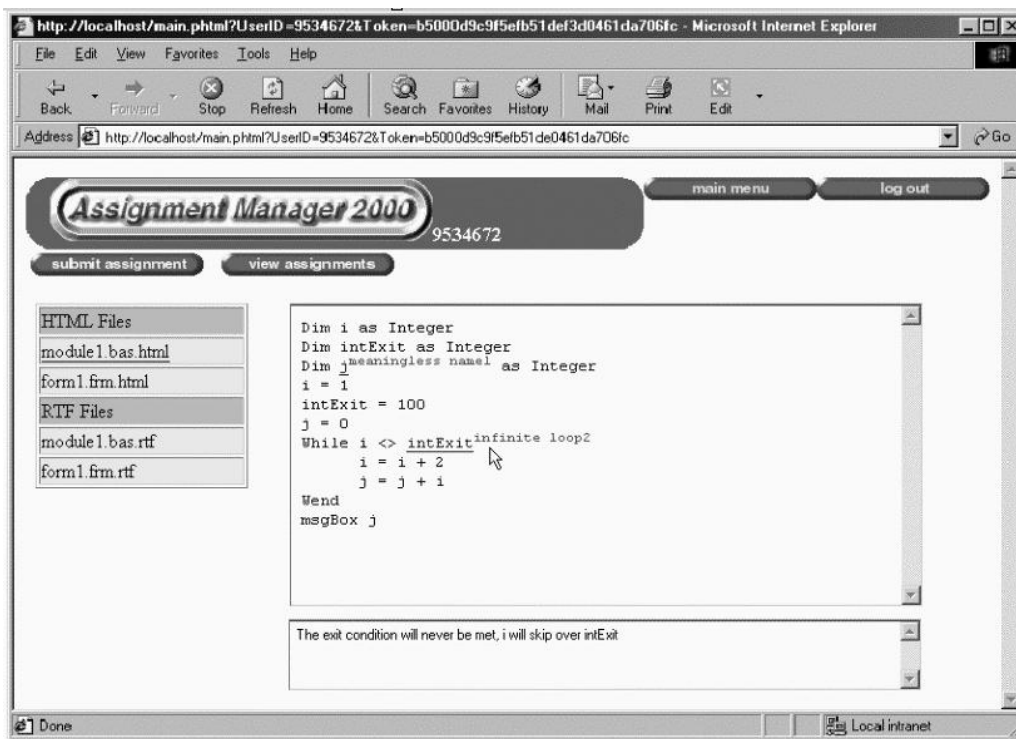 http://localhost/main.phtml?UserID=9534672&Token=b5000d9c9f5efb51def3d0461da706fc - Microsoft Internet Explorer
File Edit View Favorites Tools Help
Back Forward Stop Refresh Home Search Favorites History Mail Print Edit
Address http://localhost/main.phtml?UserID=9534672&Token=b5000d9c9f5efb51de0461da706fc Go
main menu log out
Assignment Manager 2000
9534672
submit assignment view assignments
HTML Files
module1.bas.html
form1.frm.html
RTF Files
module1.bas.rtf
form1.frm.rtf
Dim i as Integer
Dim intExit as Integer
Dim j meaningless name1 as Integer
i = 1
intExit = 100
j = 0
While i <> intExit infinite loop2
i = i + 2
j = j + i
Wend
msgBox j
The exit condition will never be met, i will skip over intExit
Done Local intranet